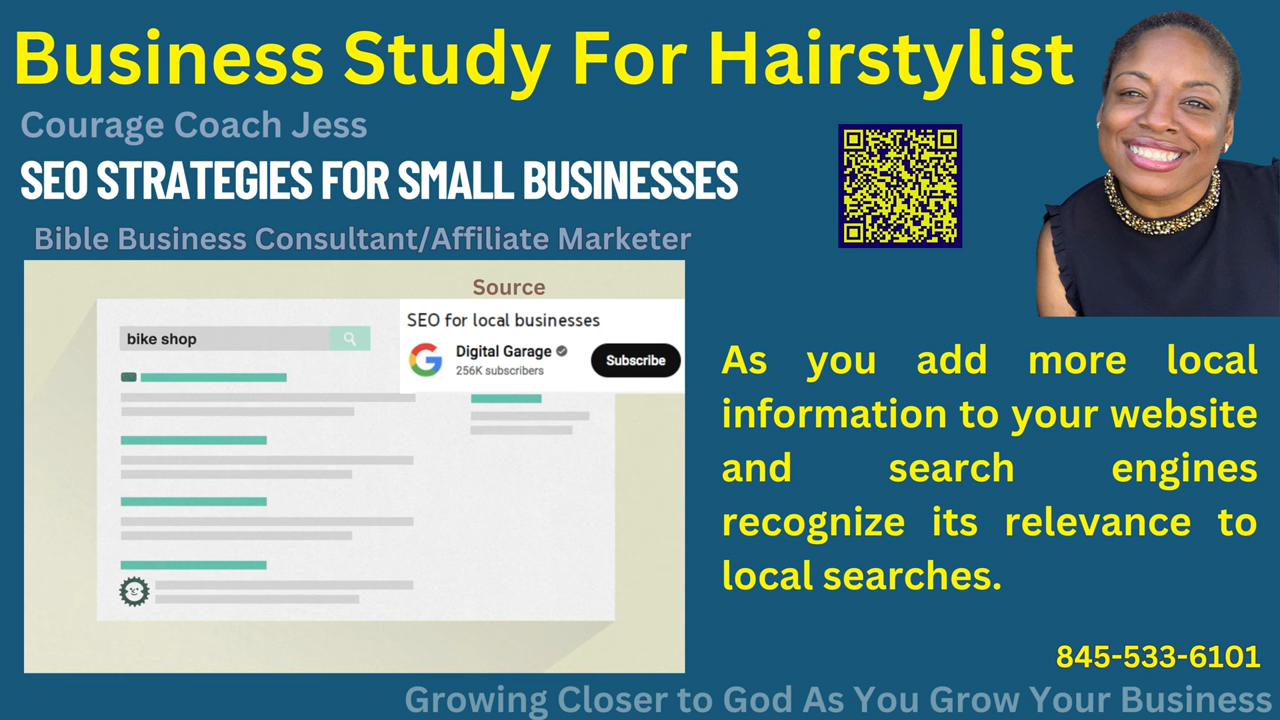 Business Study For Hairstylist
Courage Coach Jess
SEO STRATEGIES FOR SMALL BUSINESSES
Bible Business Consultant/Affiliate Marketer
Source
SEO for local businesses
Digital Garage
256K subscribers
Subscribe
bike shop
As you add more local
information to your website
and search engines
recognize its relevance to
local searches.
845-533-6101
Growing Closer to God As You Grow Your Business